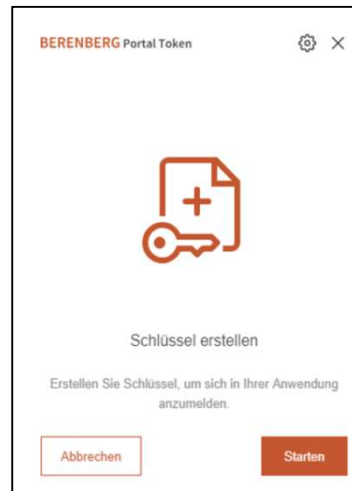 BERENBERG Portal Token
Schlüssel erstellen
Erstellen Sie Schlüssel, um sich in Ihrer Anwendung
anzumelden.
Abbrechen Starten